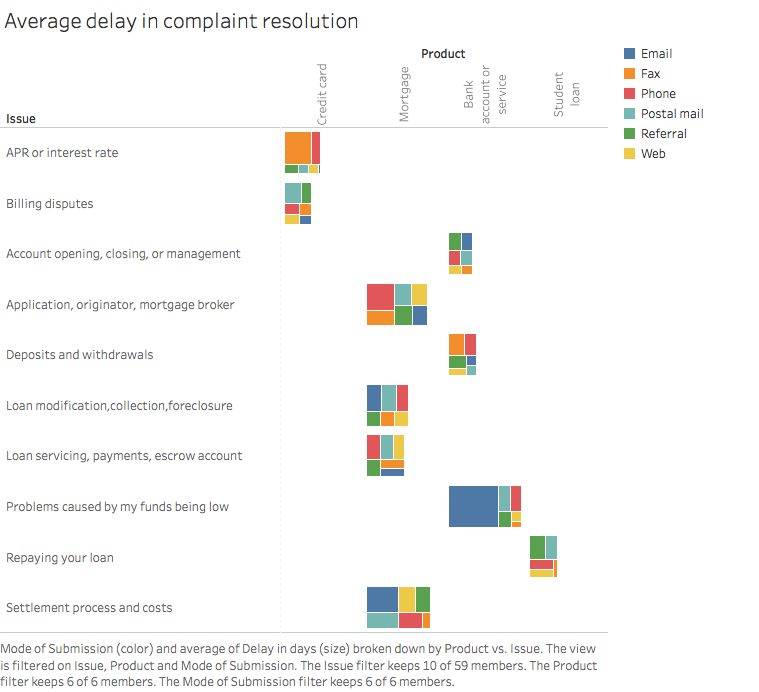 Average delay in complaint resolution
Product
Issue
Credit card
Mortgage
Bank
account or
service
Student
loan
Email
Fax
Phone
Postal mail
Referral
Web
APR or interest rate
Billing disputes
Account opening, closing, or management
Application, originator, mortgage broker
Deposits and withdrawals
Loan modification,collection,foreclosure
Loan servicing, payments, escrow account
Problems caused by my funds being low
Repaying your loan
Settlement process and costs
Mode of Submission (color) and average of Delay in days (size) broken down by Product vs. Issue. The view
is filtered on Issue, Product and Mode of Submission. The Issue filter keeps 10 of 59 members. The Product
filter keeps 6 of 6 members. The Mode of Submission filter keeps 6 of 6 members.